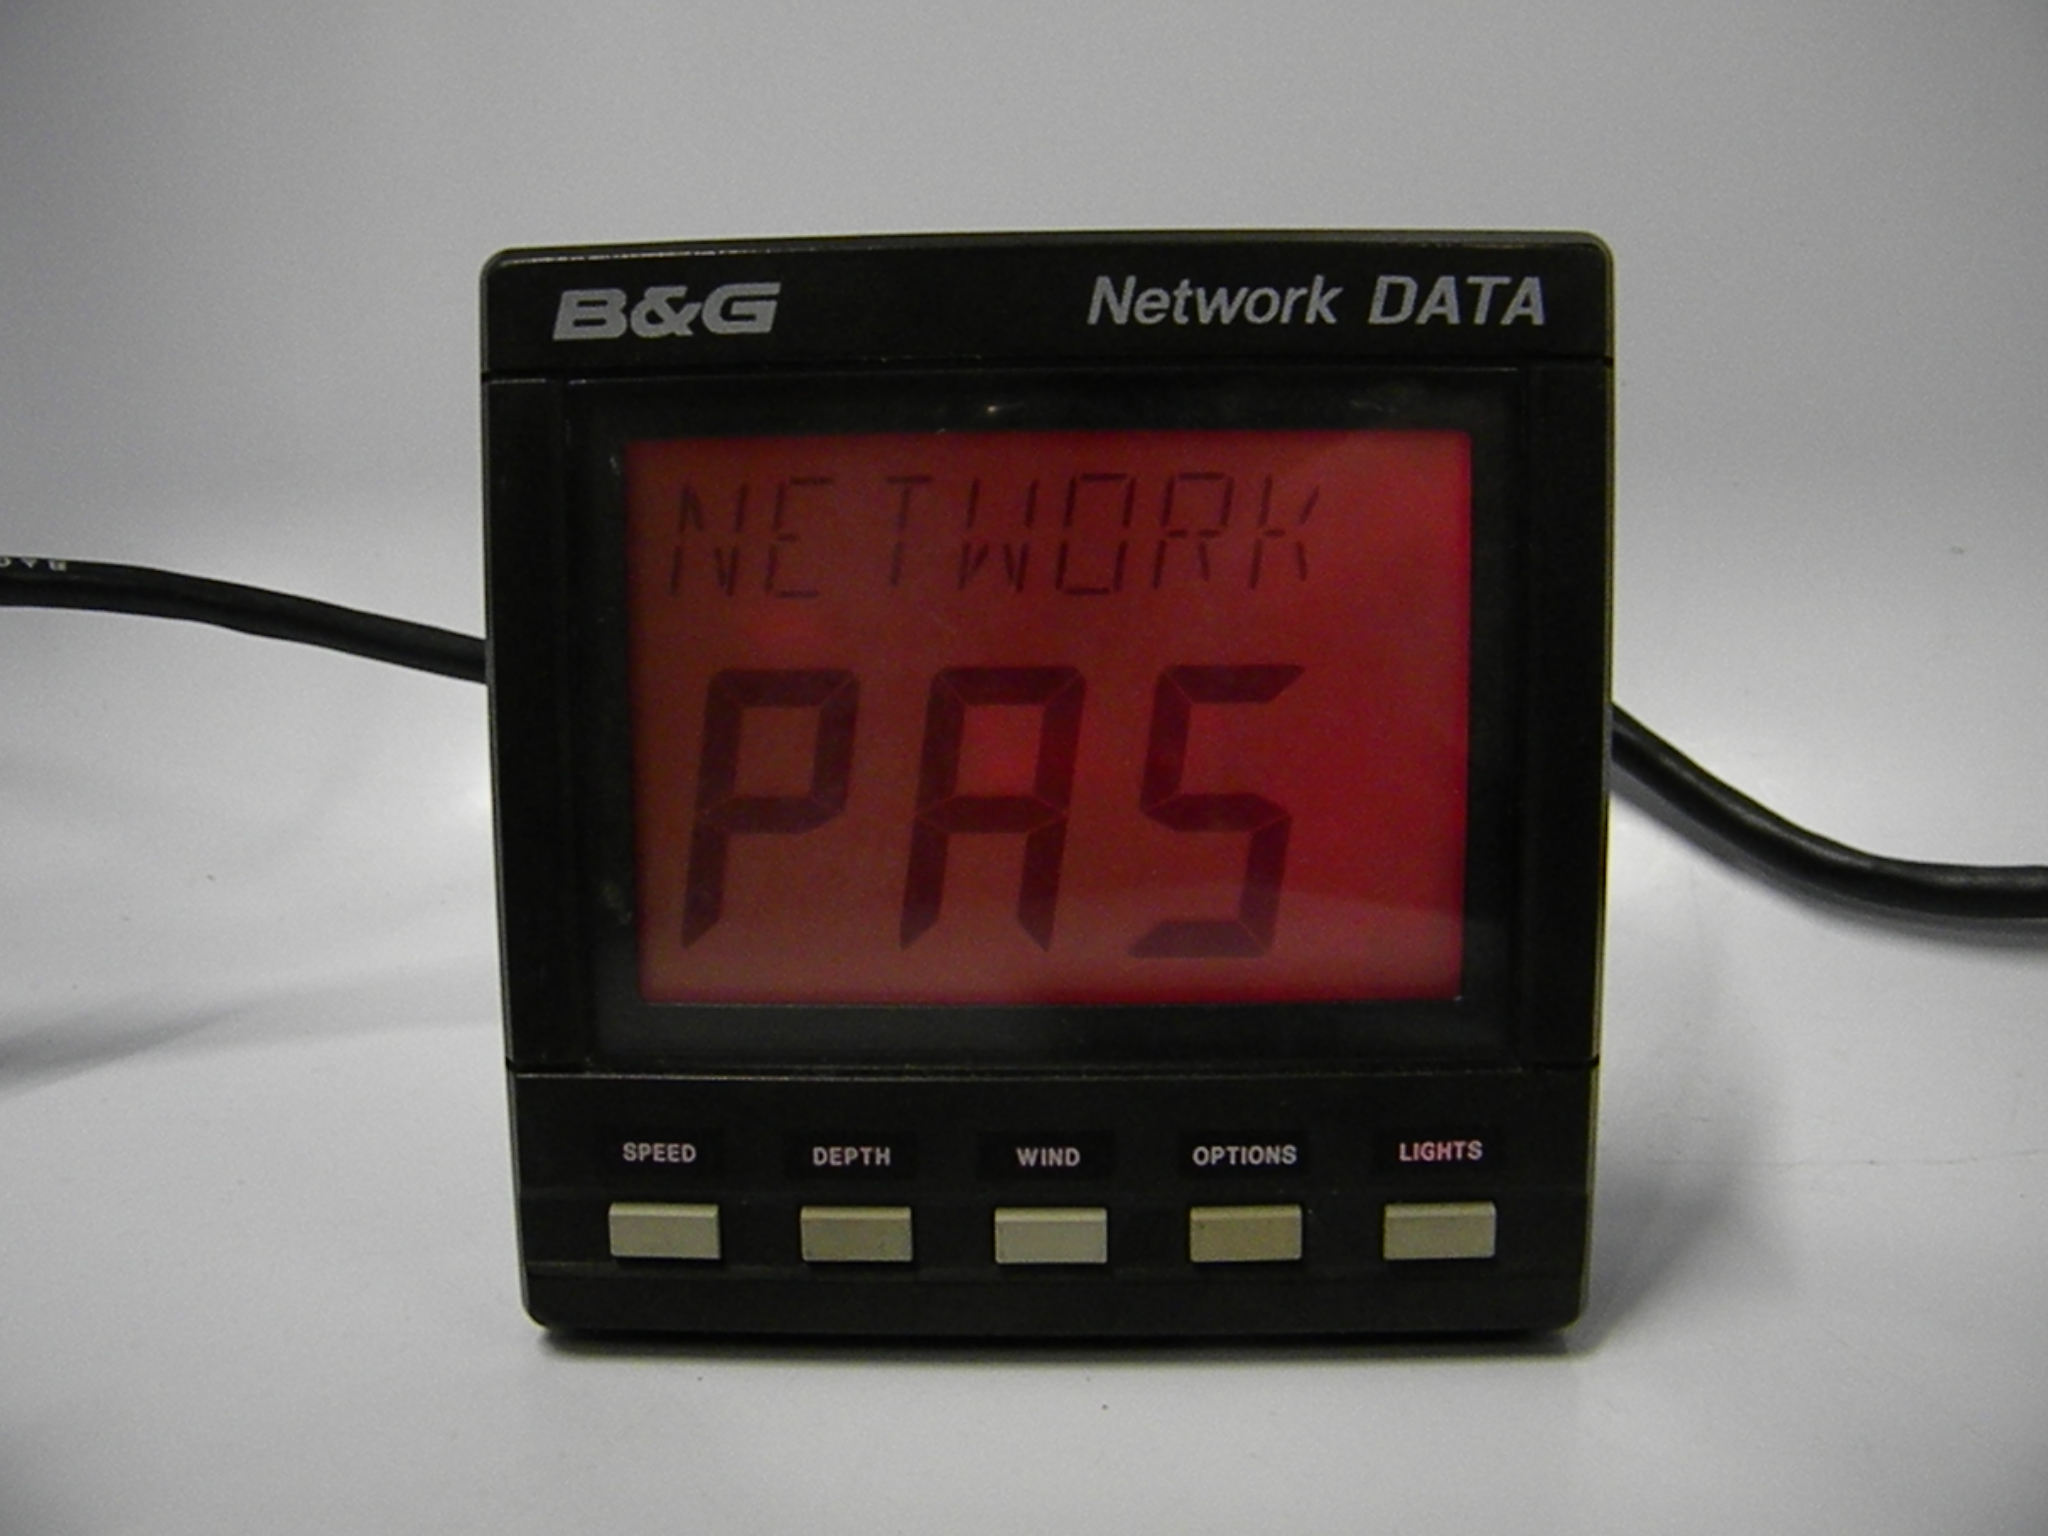 B&G Network DATA
NETWORK
PAS
SPEED DEPTH WIND OPTIONS LIGHTS